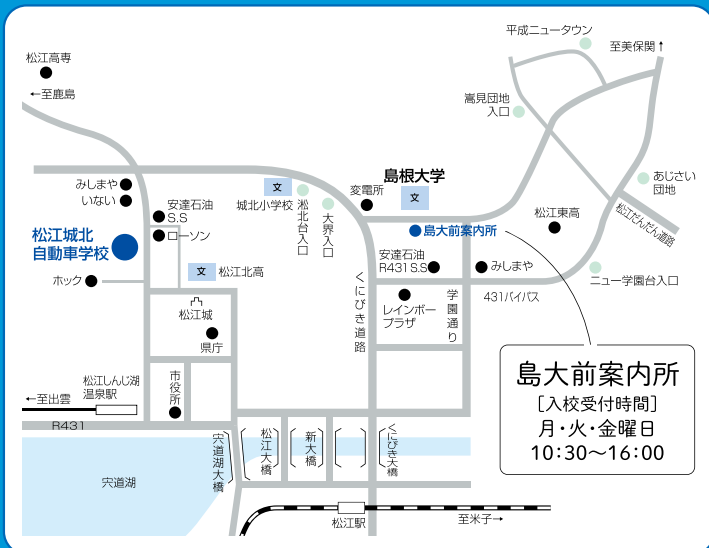 平成ニュータウン
至美保関↑
松江高専
←至鹿島
嵩見団地
入口
みしまや
いない
安達石油
S.S
ローソン
文
城北小学校
淞北台入口
大界入口
変電所
島根大学
文
島大前案内所
松江東高
あじさい
団地
松江だんだん道路
松江城北
自動車学校
ホック
文
松江北高
松江城
県庁
くにびき道路
安達石油
R431 S.S
みしまや
431バイパス
ニュー学園台入口
レインボー
プラザ
学園通り
松江しんじ湖
温泉駅
←至出雲
R431
市役所
宍道湖
宍道湖大橋
松江大橋
新大橋
くにびき大橋
松江駅
至米子→
島大前案内所
[入校受付時間]
月・火・金曜日
10:30〜16:00